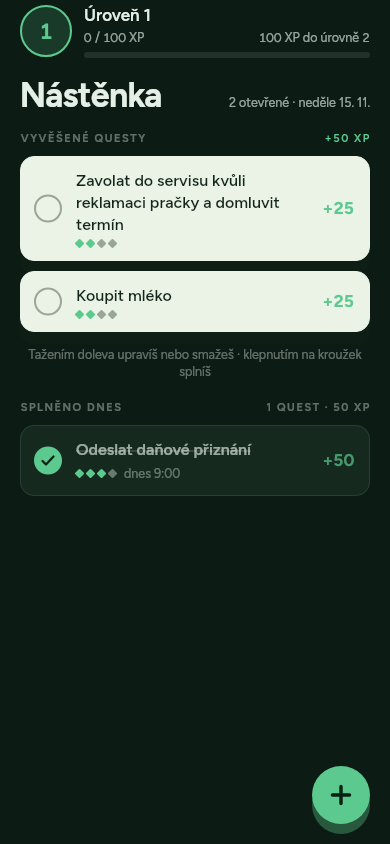 1
Úroveň 1
0 / 100 XP
100 XP do úrovně 2
Nástěnka
2 otevřené · neděle 15. 11.
VYVĚŠENÉ QUESTY
+50 XP
Zavolat do servisu kvůli
reklamaci pračky a domluvit
termín
+25
Koupit mléko
+25
Tažením doleva upravíš nebo smažeš · klepnutím na kroužek
splníš
SPLNĚNO DNES
1 QUEST · 50 XP
Odeslat daňové přiznání
dnes 9:00
+50